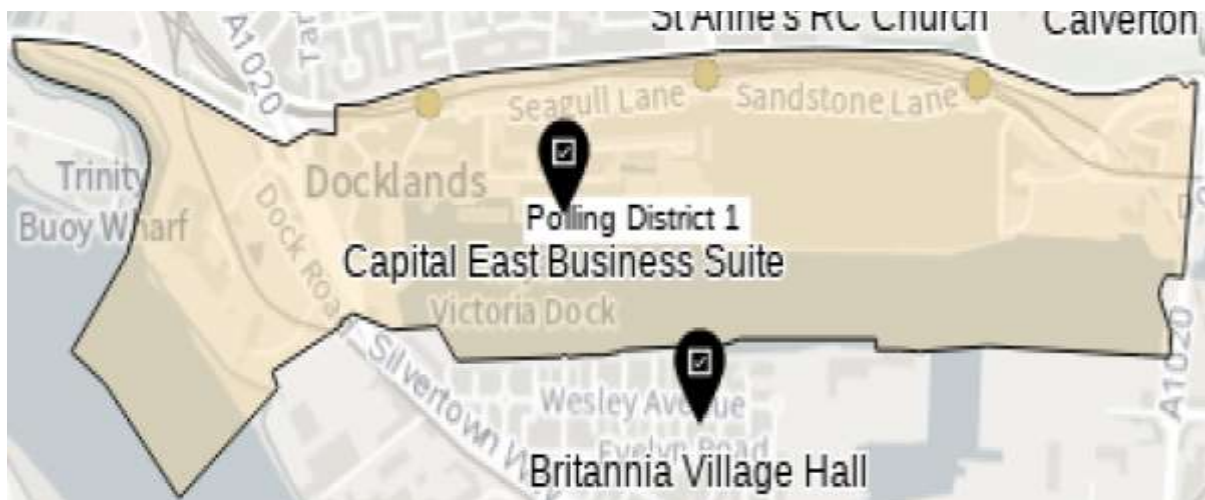 St Anne's RC Church
Calverton
A1020
Seagull Lane
Sandstone Lane
Trinity
Buoy Wharf
Docklands
Polling District 1
Dock Road
Capital East Business Suite
Victoria Dock
A1020
Silvertown W
Wesley Avenue
Evelyn Road
Britannia Village Hall